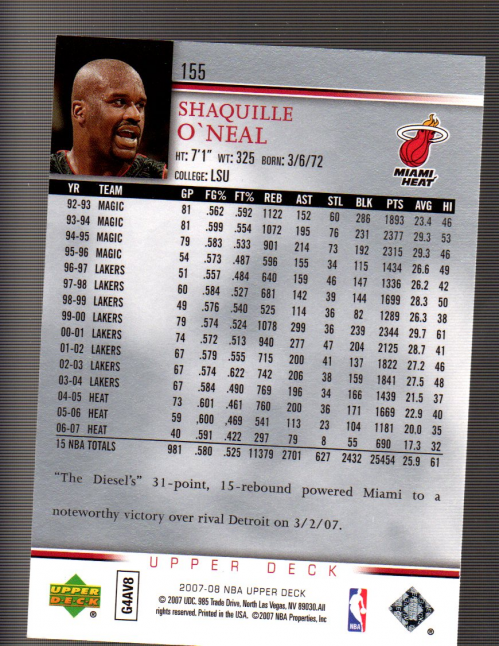 155
SHAQUILLE
O`NEAL
HT: 7'1" WT: 325 BORN: 3/6/72
COLLEGE: LSU
MIAMI
HEAT
YR TEAM GP FG% FT% REB AST STL BLK PTS AVG HI
92-93 MAGIC 81 .562 .592 1122 152 60 286 1893 23.4 46
93-94 MAGIC 81 .599 .554 1072 195 76 231 2377 29.3 53
94-95 MAGIC 79 .583 .533 901 214 73 192 2315 29.3 46
95-96 MAGIC 54 .573 .487 596 155 34 115 1434 26.6 49
96-97 LAKERS 51 .557 .484 640 159 46 147 1336 26.2 42
97-98 LAKERS 60 .584 .527 681 142 39 144 1699 28.3 50
98-99 LAKERS 49 .576 .540 525 114 36 82 1289 26.3 38
99-00 LAKERS 79 .574 .524 1078 299 36 239 2344 29.7 61
00-01 LAKERS 74 .572 .513 940 277 47 204 2125 28.7 41
01-02 LAKERS 67 .579 .555 715 200 41 137 1822 27.2 46
02-03 LAKERS 67 .574 .622 742 206 38 159 1841 27.5 48
03-04 LAKERS 67 .584 .490 769 196 34 166 1439 21.5 37
04-05 HEAT 73 .601 .461 760 200 36 171 1669 22.9 40
05-06 HEAT 59 .600 .469 541 113 23 104 1181 20.0 35
06-07 HEAT 40 .591 .422 297 79 8 55 690 17.3 32
15 NBA TOTALS 981 .580 .525 11379 2701 627 2432 25454 25.9 61
"The Diesel's" 31-point, 15-rebound powered Miami to a
noteworthy victory over rival Detroit on 3/2/07.
UPPER DECK
UPPER
DECK
®
G4AV8
2007-08 NBA UPPER DECK
© 2007 UDC. 985 Trade Drive, North Las Vegas, NV 89030. All
rights reserved. Printed in the USA. ©2007 NBA Properties, Inc
NBA
®